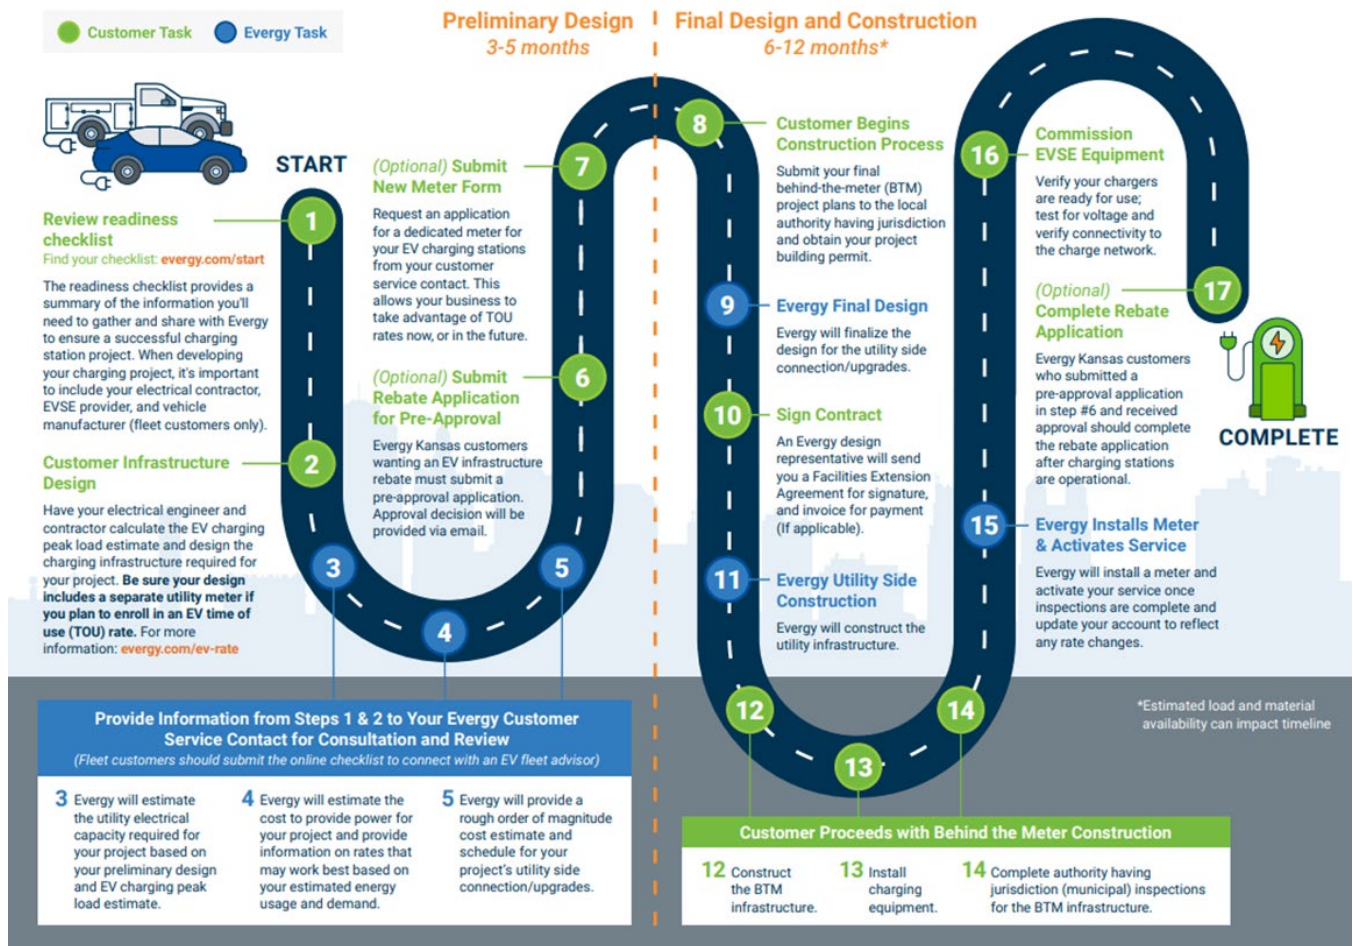 Customer Task
Evergy Task
Preliminary Design
3-5 months
Final Design and Construction
6-12 months*
START
1
Review readiness
checklist
Find your checklist: evergy.com/start
The readiness checklist provides a
summary of the information you'll
need to gather and share with Evergy
to ensure a successful charging
station project. When developing
your charging project, it's important
to include your electrical contractor,
EVSE provider, and vehicle
manufacturer (fleet customers only).
2
Customer Infrastructure
Design
Have your electrical engineer and
contractor calculate the EV charging
peak load estimate and design the
charging infrastructure required for
your project. Be sure your design
includes a separate utility meter if
you plan to enroll in an EV time of
use (TOU) rate. For more
information: evergy.com/ev-rate
3
4
5
Provide Information from Steps 1 & 2 to Your Evergy Customer
Service Contact for Consultation and Review
(Fleet customers should submit the online checklist to connect with an EV fleet advisor)
3 Evergy will estimate
the utility electrical
capacity required for
your project based on
your preliminary design
and EV charging peak
load estimate.
4 Evergy will estimate the
cost to provide power for
your project and provide
information on rates that
may work best based on
your estimated energy
usage and demand.
5 Evergy will provide a
rough order of magnitude
cost estimate and
schedule for your
project's utility side
connection/upgrades.
6
(Optional) Submit
Rebate Application
for Pre-Approval
Evergy Kansas customers
wanting an EV infrastructure
rebate must submit a
pre-approval application.
Approval decision will be
provided via email.
7
(Optional) Submit
New Meter Form
Request an application
for a dedicated meter for
your EV charging stations
from your customer
service contact. This
allows your business to
take advantage of TOU
rates now, or in the future.
8
Customer Begins
Construction Process
Submit your final
behind-the-meter (BTM)
project plans to the local
authority having jurisdiction
and obtain your project
building permit.
9
Evergy Final Design
Evergy will finalize the
design for the utility side
connection/upgrades.
10
Sign Contract
An Evergy design
representative will send
you a Facilities Extension
Agreement for signature,
and invoice for payment
(If applicable).
11
Evergy Utility Side
Construction
Evergy will construct the
utility infrastructure.
12
13
14
Customer Proceeds with Behind the Meter Construction
12 Construct
the BTM
infrastructure.
13 Install
charging
equipment.
14 Complete authority having
jurisdiction (municipal) inspections
for the BTM infrastructure.
15
Evergy Installs Meter
& Activates Service
Evergy will install a meter and
activate your service once
inspections are complete and
update your account to reflect
any rate changes.
16
Commission
EVSE Equipment
Verify your chargers
are ready for use;
test for voltage and
verify connectivity to
the charge network.
17
(Optional)
Complete Rebate
Application
Evergy Kansas customers
who submitted a
pre-approval application
in step #6 and received
approval should complete
the rebate application
after charging stations
are operational.
COMPLETE
*Estimated load and material
availability can impact timeline